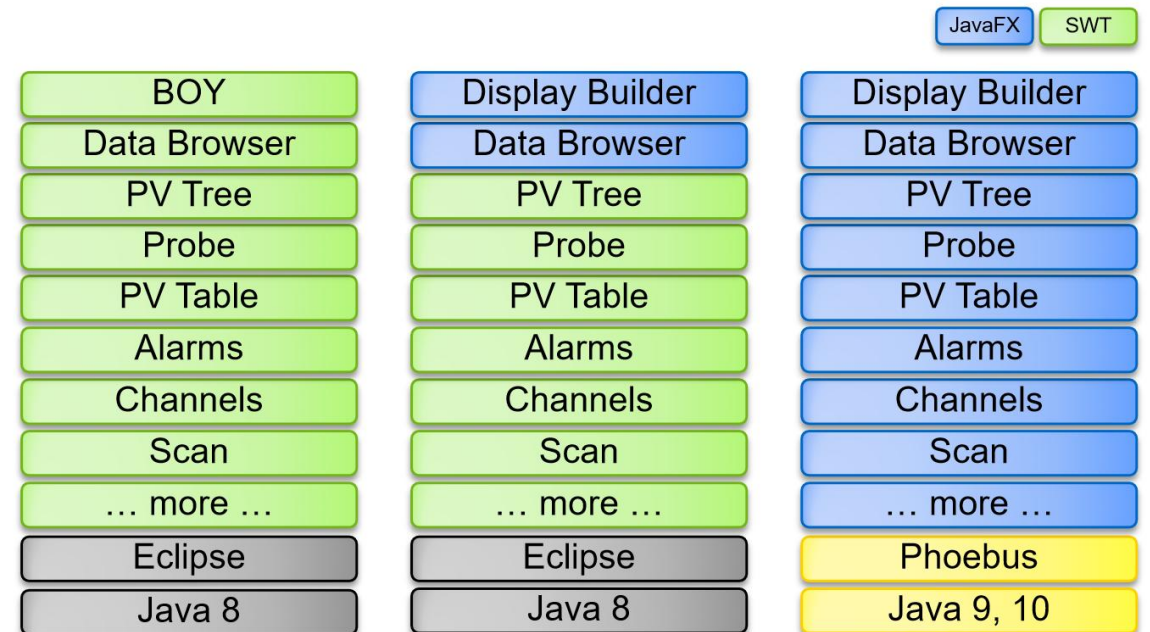 JavaFX SWT
BOY Display Builder Display Builder
Data Browser Data Browser Data Browser
PV Tree PV Tree PV Tree
Probe Probe Probe
PV Table PV Table PV Table
Alarms Alarms Alarms
Channels Channels Channels
Scan Scan Scan
… more … … more … … more …
Eclipse Eclipse Phoebus
Java 8 Java 8 Java 9, 10